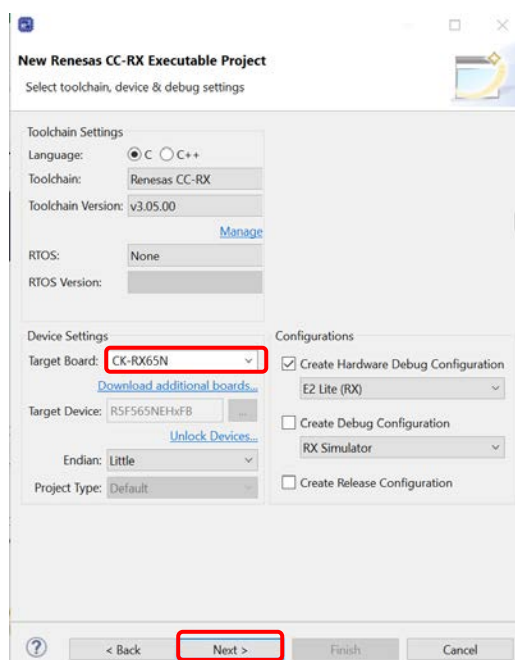 New Renesas CC-RX Executable Project
Select toolchain, device & debug settings
Toolchain Settings
Language: C C++
Toolchain: Renesas CC-RX
Toolchain Version: v3.05.00
Manage
RTOS: None
RTOS Version:
Device Settings
Target Board: CK-RX65N
Download additional boards...
Target Device: R5F565NEHxFB ...
Unlock Devices...
Endian: Little
Project Type: Default
Configurations
Create Hardware Debug Configuration
E2 Lite (RX)
Create Debug Configuration
RX Simulator
Create Release Configuration
? < Back Next > Finish Cancel